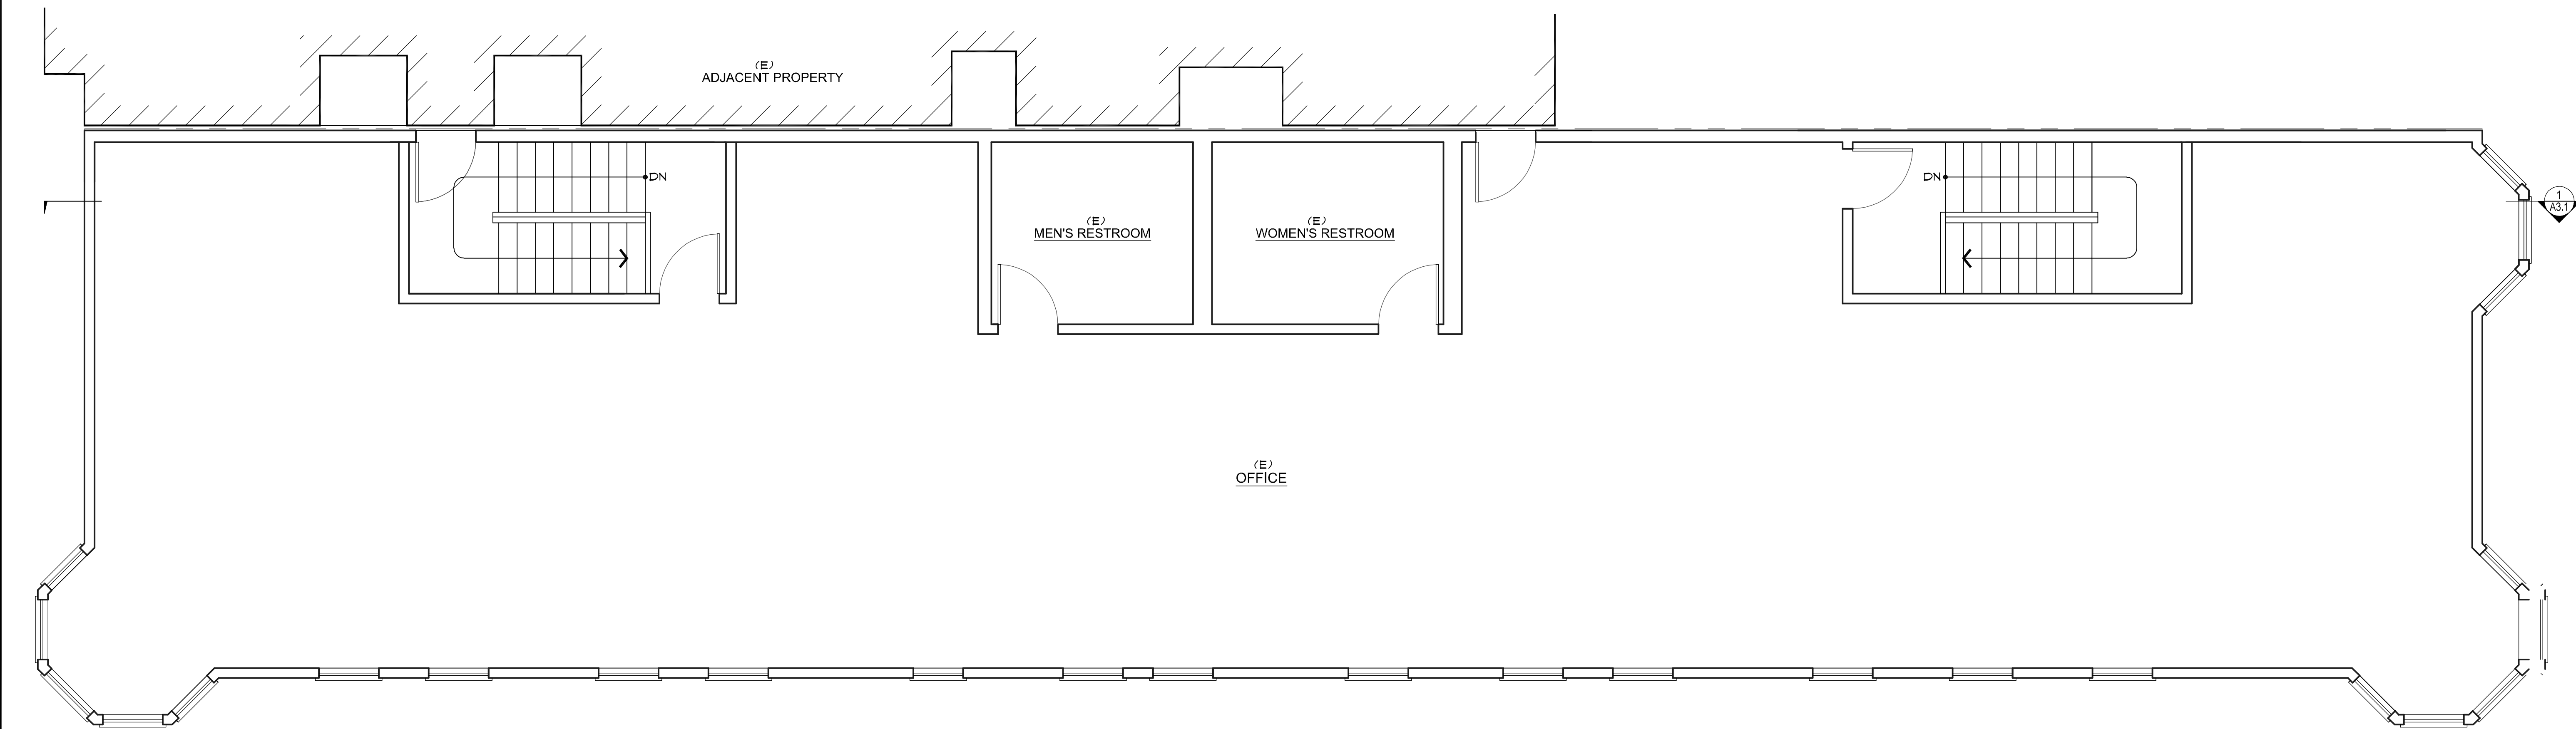 (E)
ADJACENT PROPERTY
DN
DN
1
A3.1
(E)
MEN'S RESTROOM
(E)
WOMEN'S RESTROOM
(E)
OFFICE